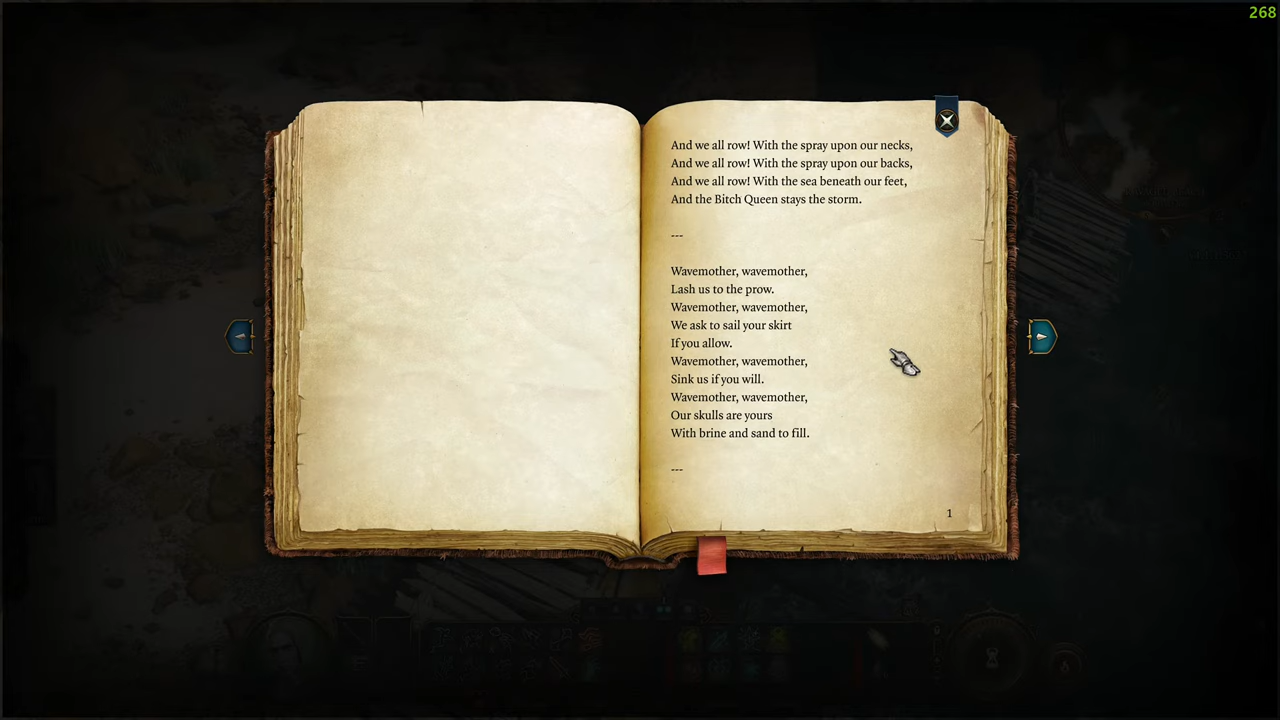 268
And we all row! With the spray upon our necks,
And we all row! With the spray upon our backs,
And we all row! With the sea beneath our feet,
And the Bitch Queen stays the storm.
---
Wavemother, wavemother,
Lash us to the prow.
Wavemother, wavemother,
We ask to sail your skirt
If you allow.
Wavemother, wavemother,
Sink us if you will.
Wavemother, wavemother,
Our skulls are yours
With brine and sand to fill.
---
1